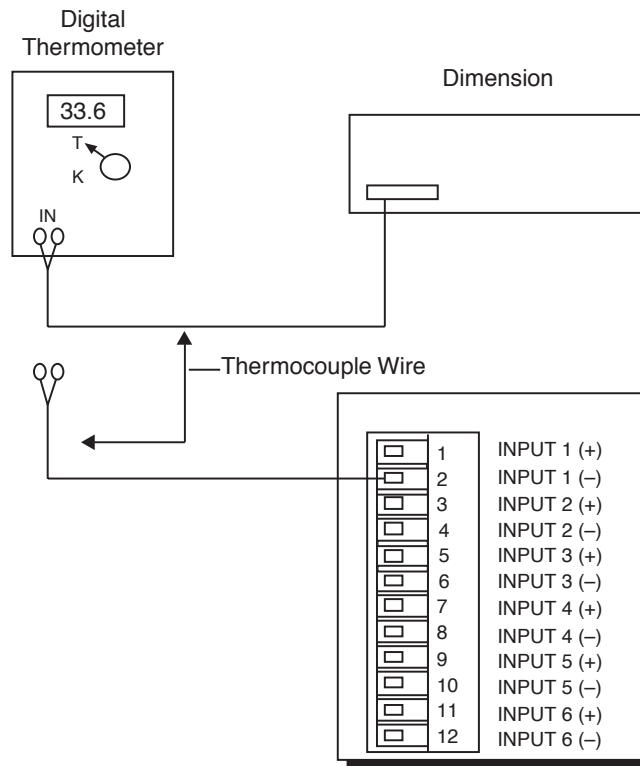 Digital
Thermometer
33.6
T
K
IN
Dimension
Thermocouple Wire
1 INPUT 1 (+)
2 INPUT 1 (–)
3 INPUT 2 (+)
4 INPUT 2 (–)
5 INPUT 3 (+)
6 INPUT 3 (–)
7 INPUT 4 (+)
8 INPUT 4 (–)
9 INPUT 5 (+)
10 INPUT 5 (–)
11 INPUT 6 (+)
12 INPUT 6 (–)